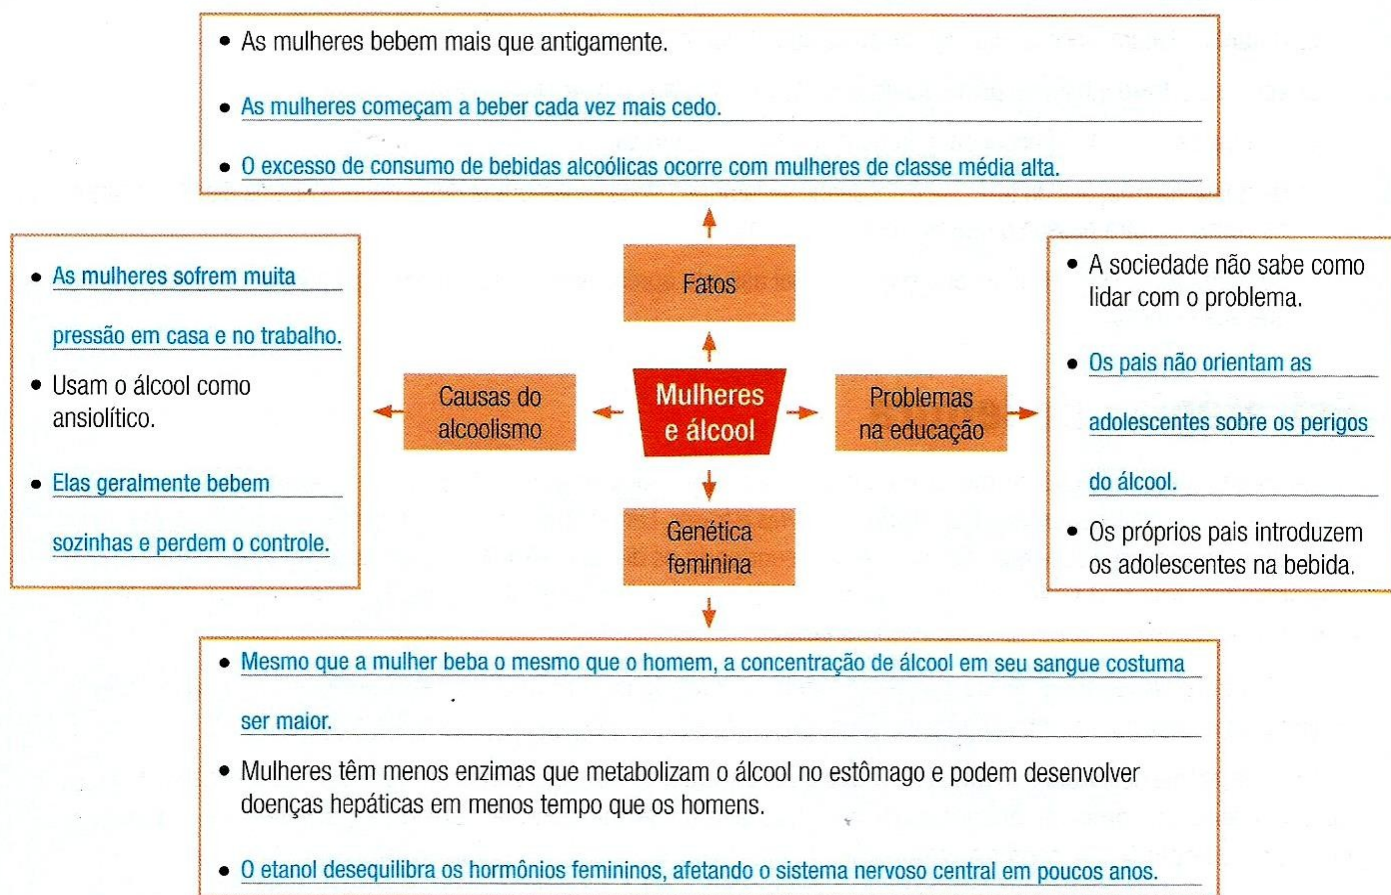 • As mulheres bebem mais que antigamente.
• As mulheres começam a beber cada vez mais cedo.
• O excesso de consumo de bebidas alcoólicas ocorre com mulheres de classe média alta.
Fatos
• As mulheres sofrem muita
pressão em casa e no trabalho.
• Usam o álcool como
ansiolítico.
• Elas geralmente bebem
sozinhas e perdem o controle.
Causas do
alcoolismo
Mulheres
e álcool
Problemas
na educação
• A sociedade não sabe como
lidar com o problema.
• Os pais não orientam as
adolescentes sobre os perigos
do álcool.
• Os próprios pais introduzem
os adolescentes na bebida.
Genética
feminina
• Mesmo que a mulher beba o mesmo que o homem, a concentração de álcool em seu sangue costuma
ser maior.
• Mulheres têm menos enzimas que metabolizam o álcool no estômago e podem desenvolver
doenças hepáticas em menos tempo que os homens.
• O etanol desequilibra os hormônios femininos, afetando o sistema nervoso central em poucos anos.